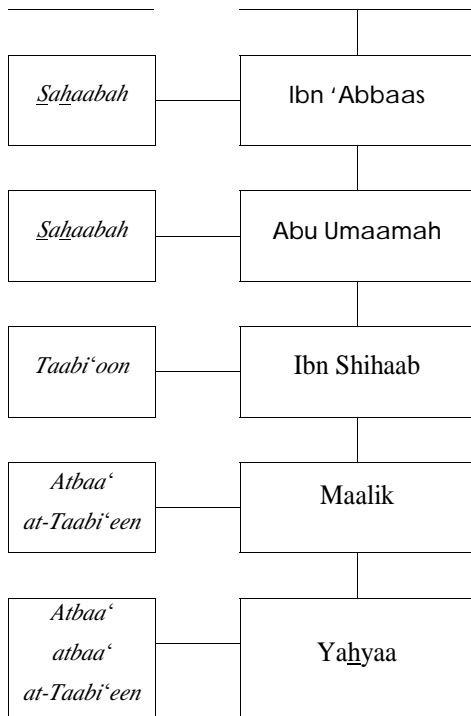 Sahaabah
Ibn ‘Abbaas
Sahaabah
Abu Umaamah
Taabi‘oon
Ibn Shihaab
Atbaa‘
at-Taabi‘een
Maalik
Atbaa‘
atbaa‘
at-Taabi‘een
Yahyaa